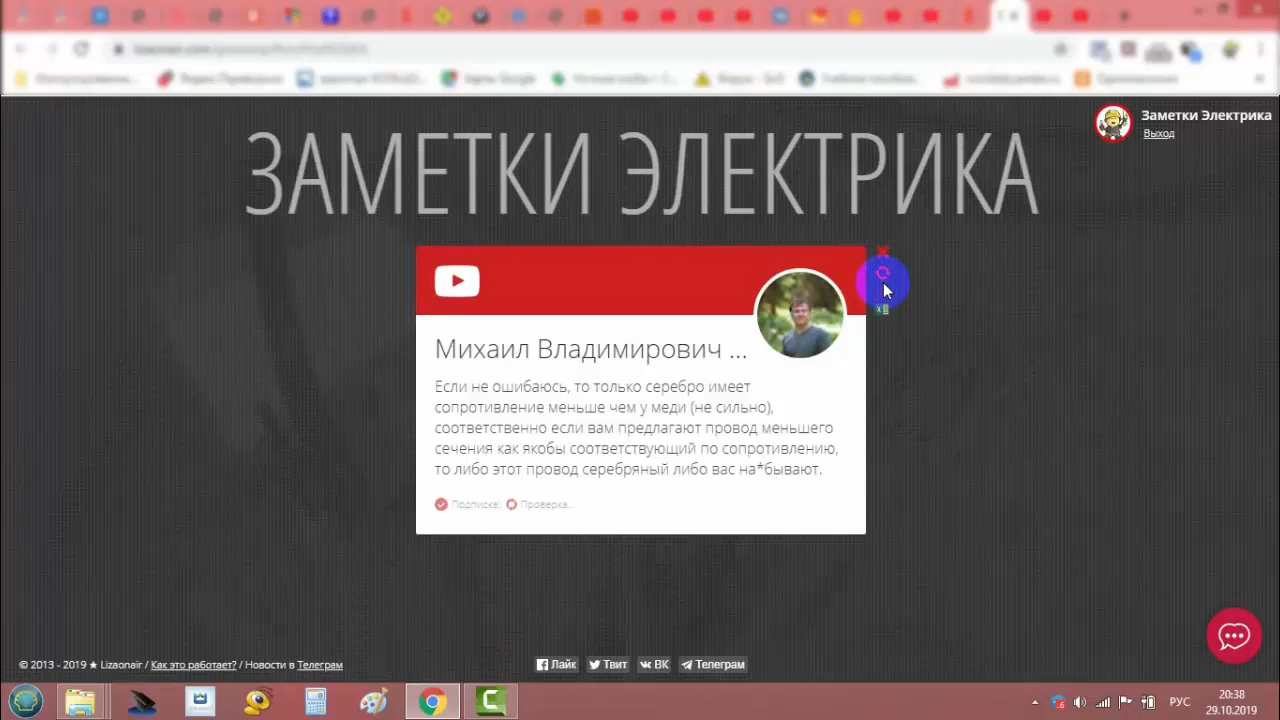 Заметки Электрика
Выход
ЗАМЕТКИ ЭЛЕКТРИКА
Михаил Владимирович ...
Если не ошибаюсь, то только серебро имеет
сопротивление меньше чем у меди (не сильно),
соответственно если вам предлагают провод меньшего
сечения как якобы соответствующий по сопротивлению,
то либо этот провод серебряный либо вас на*бывают.
Подписка! Проверка..
© 2013 - 2019 ★ Lizaonair / Как это работает? / Новости в Телеграм
Лайк Твит ВК Телеграм
РУС
20:38
29.10.2019